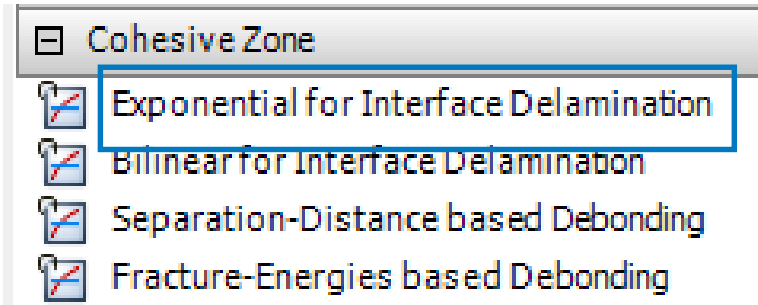 Cohesive Zone
Exponential for Interface Delamination
Bilinear for Interface Delamination
Separation-Distance based Debonding
Fracture-Energies based Debonding